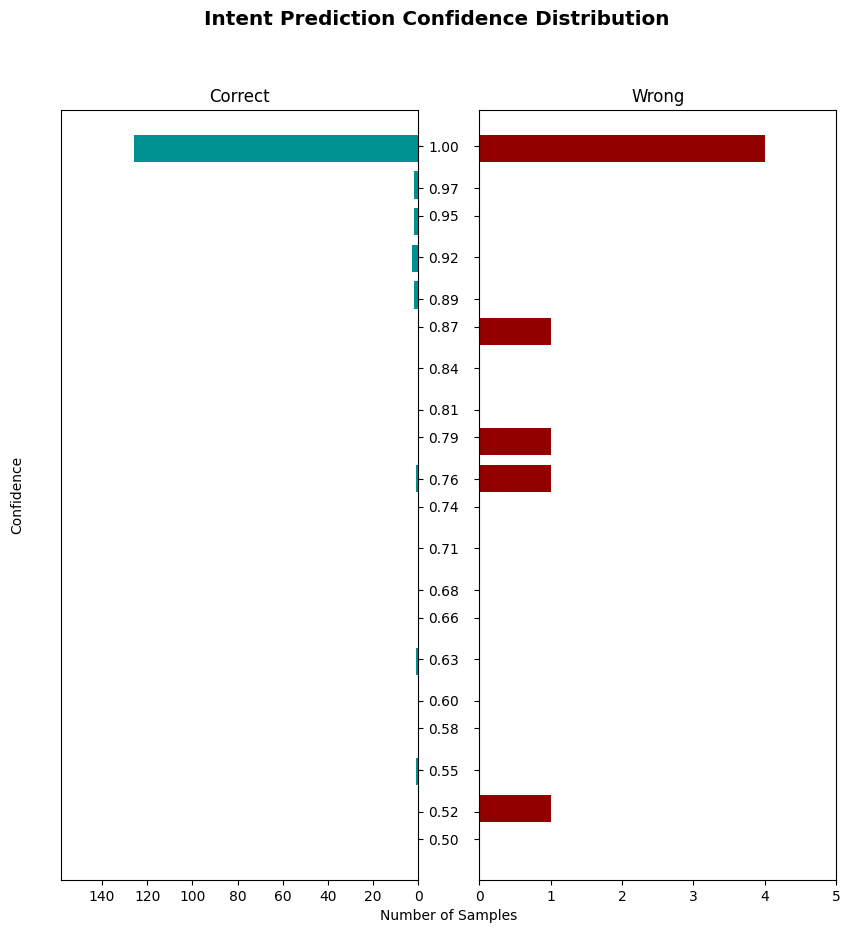 Intent Prediction Confidence Distribution
Correct
Wrong
1.00
0.97
0.95
0.92
0.89
0.87
0.84
0.81
0.79
0.76
0.74
0.71
0.68
0.66
0.63
0.60
0.58
0.55
0.52
0.50
Confidence
140 120 100 80 60 40 20 0
0 1 2 3 4 5
Number of Samples